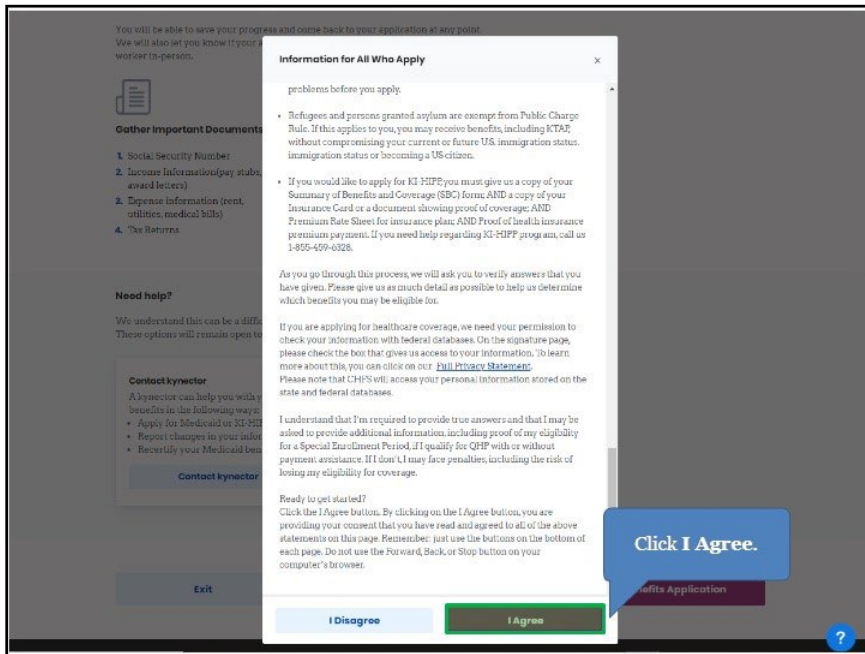 You will be able to save your progress and come back to your application at any point.
We will also let you know if your a
worker in-person.
Gather Important Documents
1. Social Security Number
2. Income Information(pay stubs,
award letters)
3. Expense information (rent,
utilities, medical bills)
4. Tax Returns
Need help?
We understand this can be a diffic
These options will remain open to
Contact kynector
A kynector can help you with y
benefits in the following ways:
• Apply for Medicaid or KI-HIP
• Report changes in your infor
• Recertify your Medicaid ben
Contact kynector
Exit
Information for All Who Apply
×
problems before you apply.
• Refugees and persons granted asylum are exempt from Public Charge
Rule. If this applies to you, you may receive benefits, including KTAP,
without compromising your current or future U.S. immigration status.
immigration status or becoming a US citizen.
• If you would like to apply for KI-HIPP, you must give us a copy of your
Summary of Benefits and Coverage (SBC) form; AND a copy of your
Insurance Card or a document showing proof of coverage; AND
Premium Rate Sheet for insurance plan; AND Proof of health insurance
premium payment. If you need help regarding KI-HIPP program, call us
1-855-459-6328.
As you go through this process, we will ask you to verify answers that you
have given. Please give us as much detail as possible to help us determine
which benefits you may be eligible for.
If you are applying for healthcare coverage, we need your permission to
check your information with federal databases. On the signature page,
please check the box that gives us access to your information. To learn
more about this, you can click on our Full Privacy Statement.
Please note that CHFS will access your personal information stored on the
state and federal databases.
I understand that I'm required to provide true answers and that I may be
asked to provide additional information, including proof of my eligibility
for a Special Enrollment Period, if I qualify for QHP with or without
payment assistance. If I don't, I may face penalties, including the risk of
losing my eligibility for coverage.
Ready to get started?
Click the I Agree button. By clicking on the I Agree button, you are
providing your consent that you have read and agreed to all of the above
statements on this page. Remember: just use the buttons on the bottom of
each page. Do not use the Forward, Back, or Stop button on your
computer's browser.
I Disagree
I Agree
Click I Agree.
efits Application
?